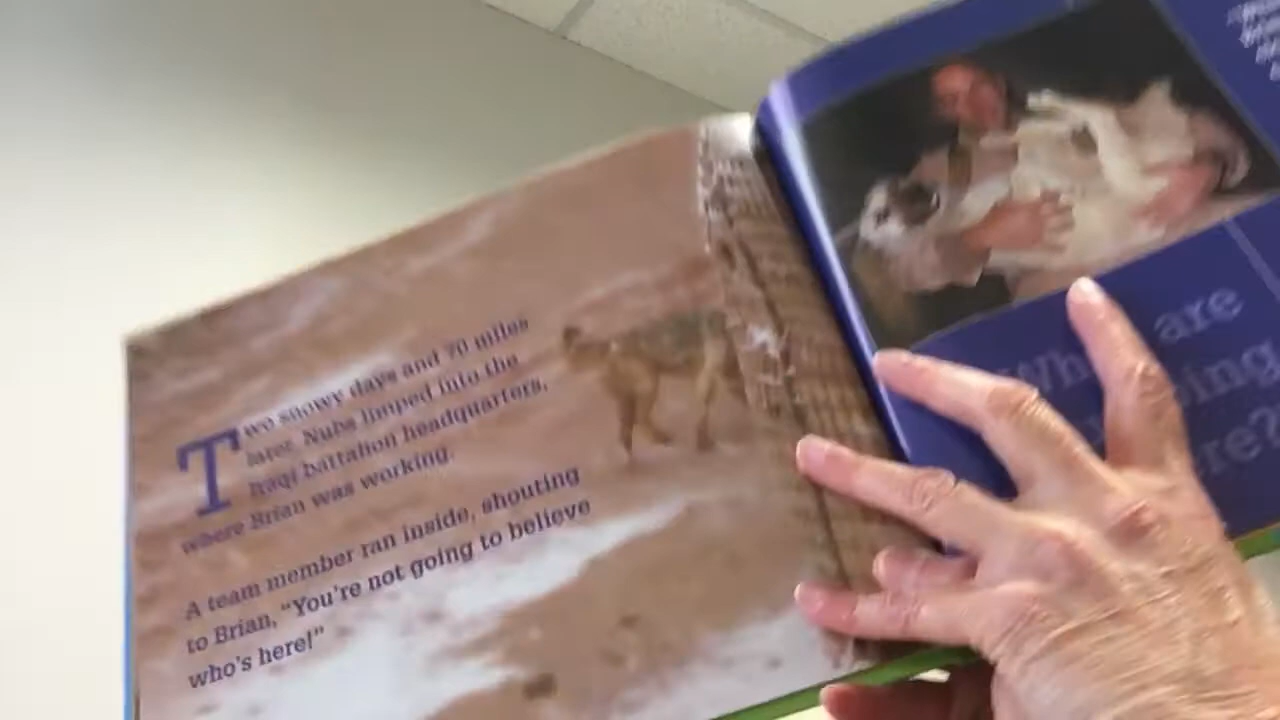 Two snowy days and 70 miles
later, Nubs limped into the
Iraqi battalion headquarters,
where Brian was working.
A team member ran inside, shouting
to Brian, “You’re not going to believe
who’s here!”
are